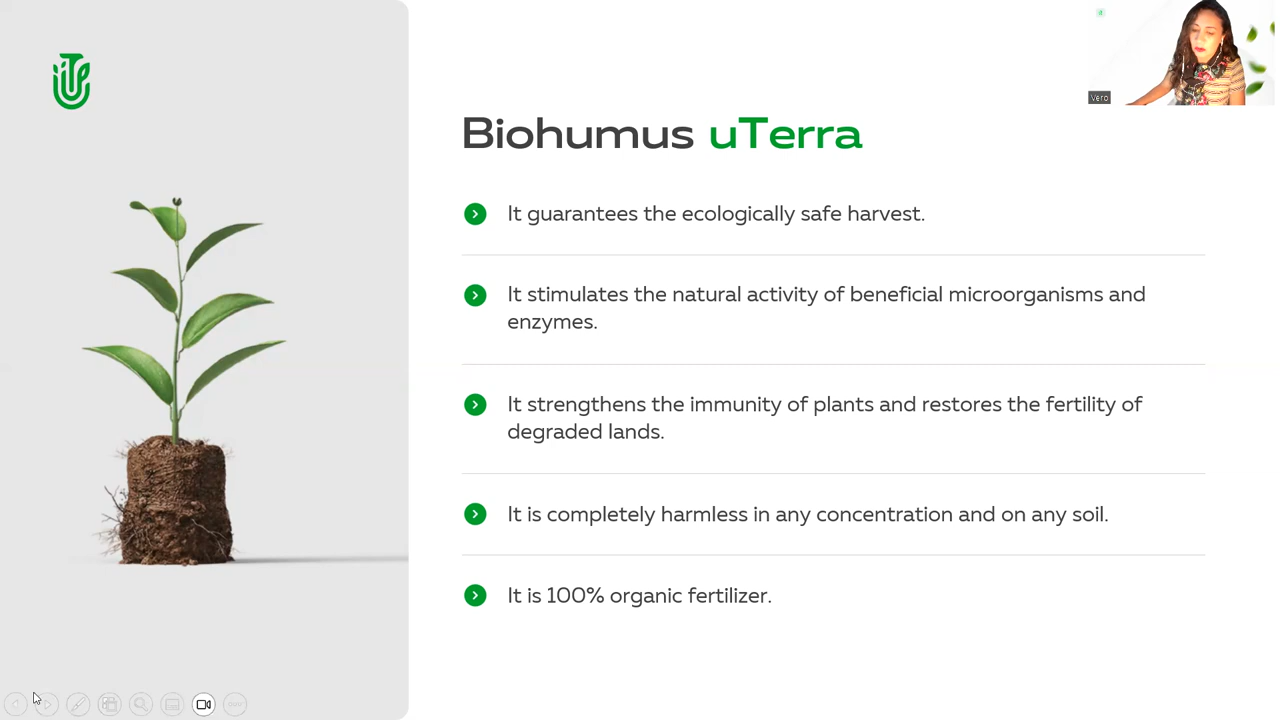 Vero
Biohumus uTerra
It guarantees the ecologically safe harvest.
It stimulates the natural activity of beneficial microorganisms and
enzymes.
It strengthens the immunity of plants and restores the fertility of
degraded lands.
It is completely harmless in any concentration and on any soil.
It is 100% organic fertilizer.